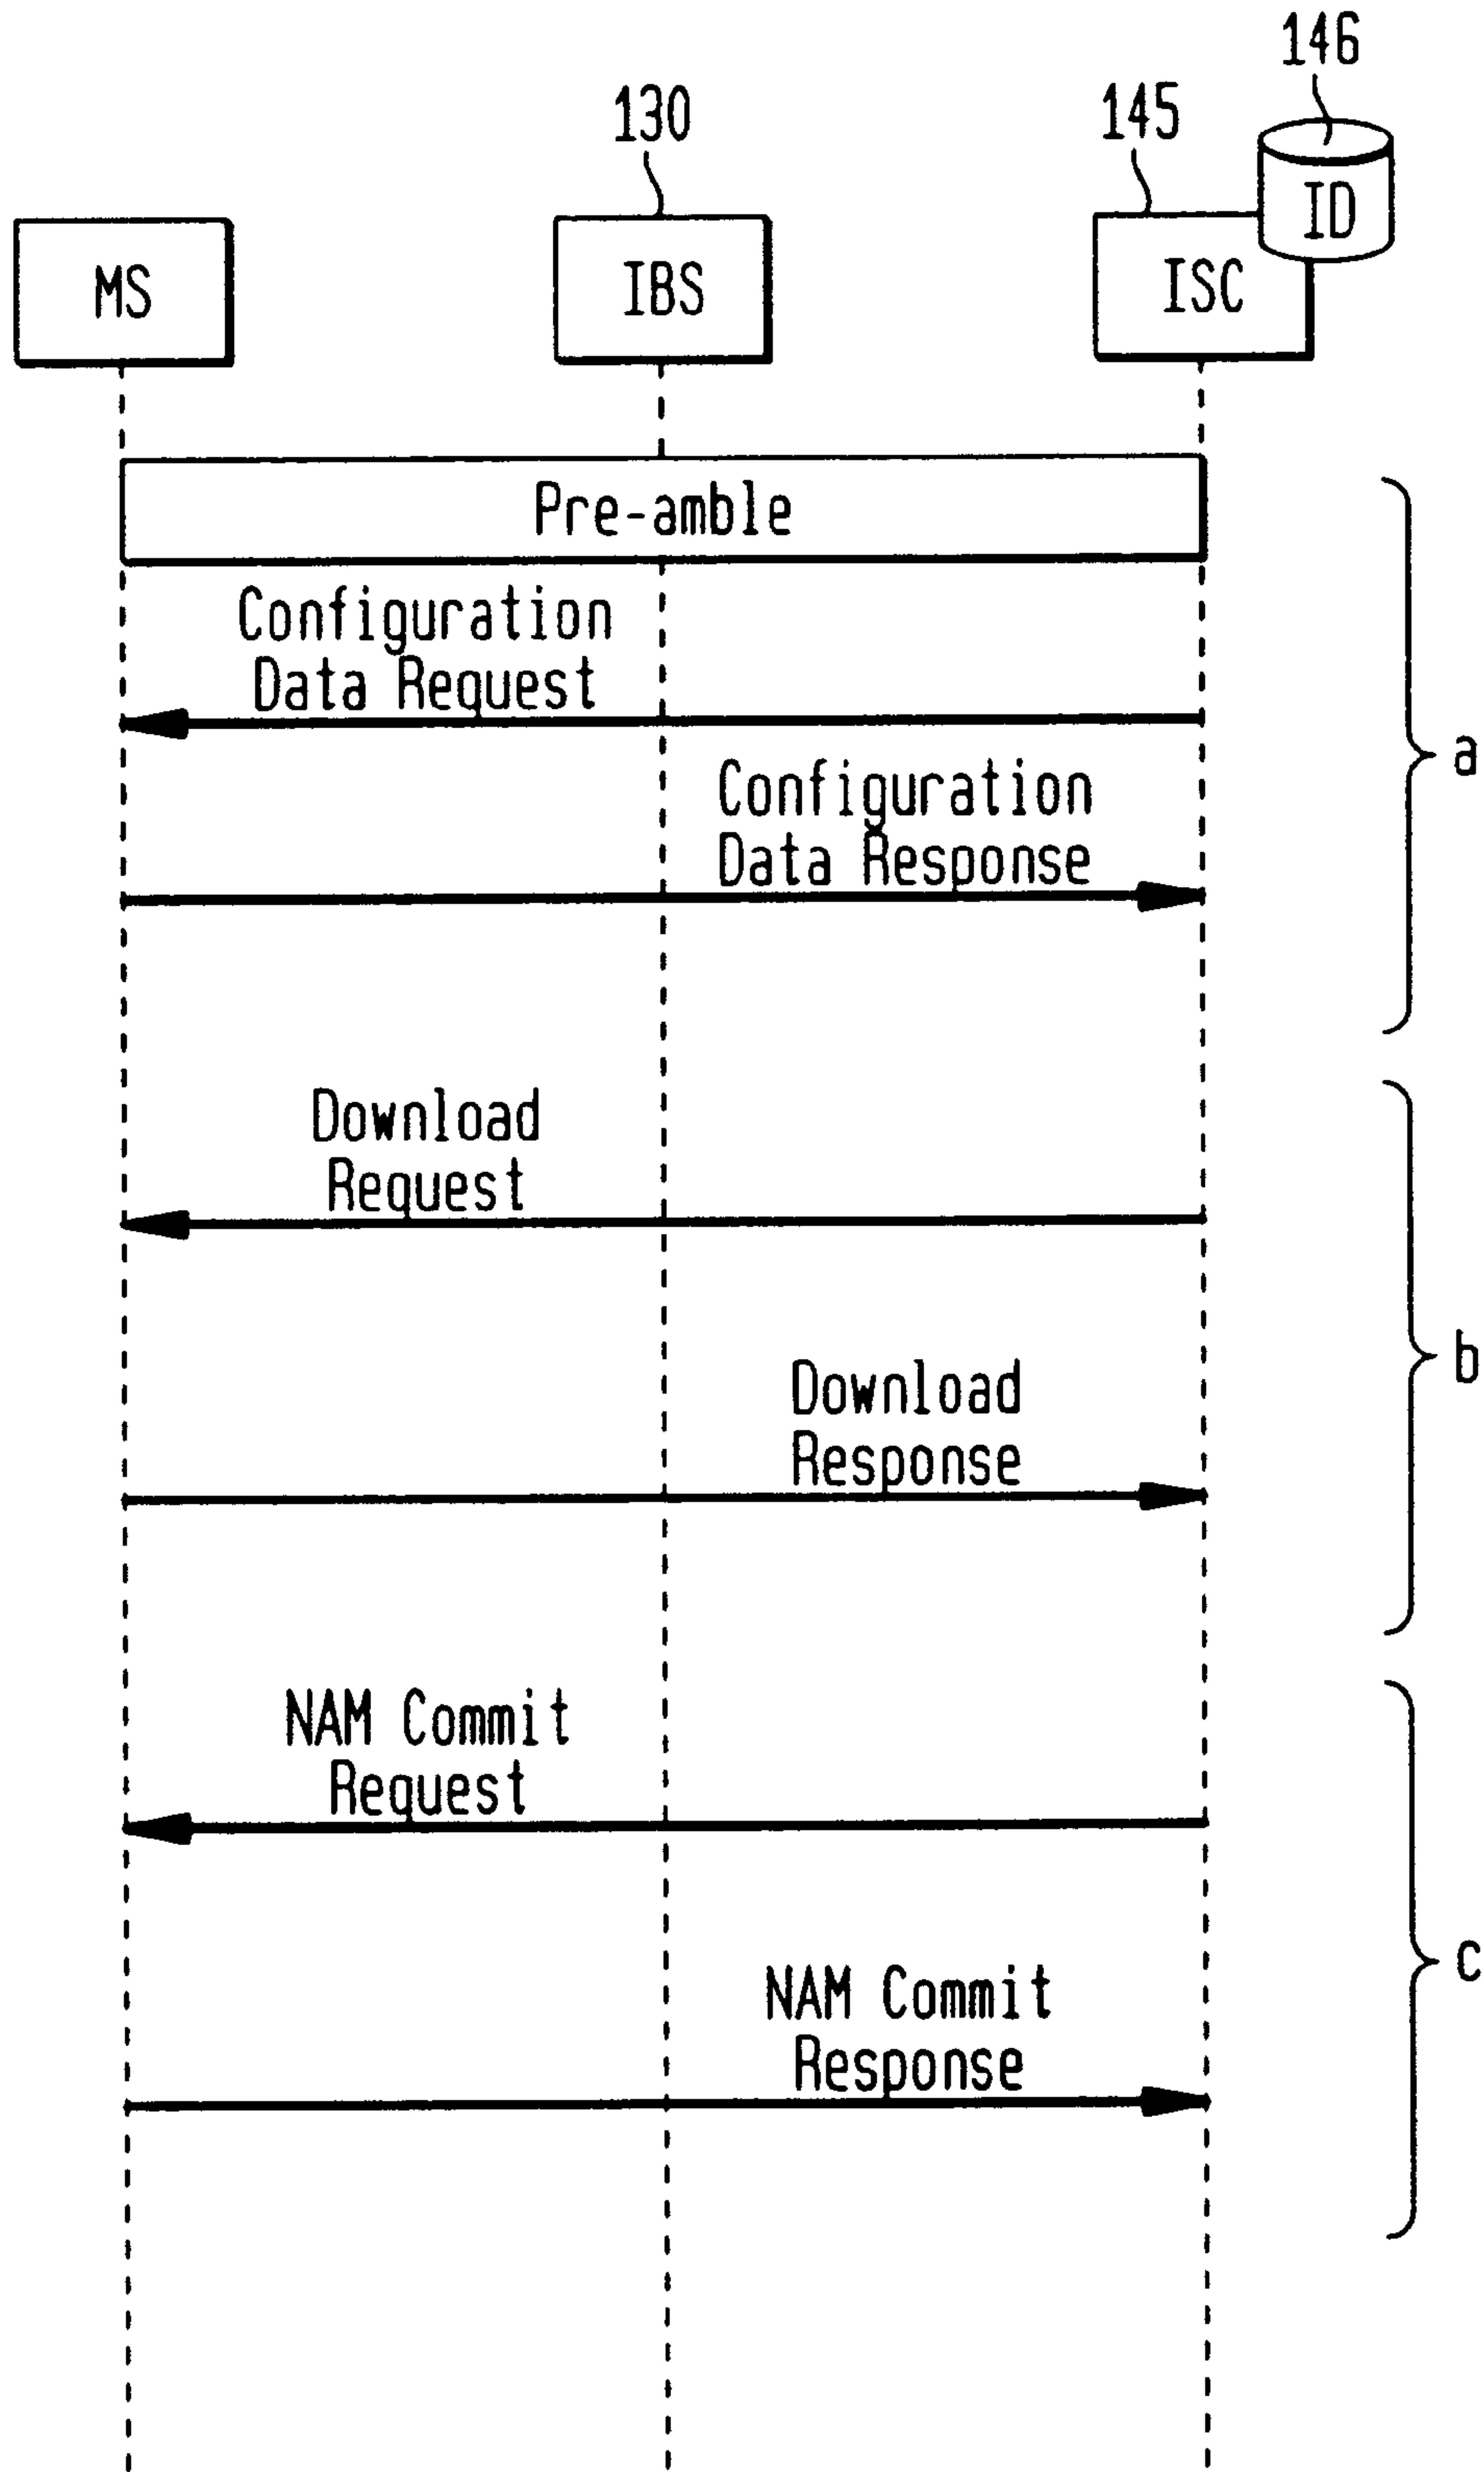 146
130
145
ID
MS
IBS
ISC
Pre-amble
Configuration
Data Request
a
Configuration
Data Response
Download
Request
b
Download
Response
NAM Commit
Request
c
NAM Commit
Response